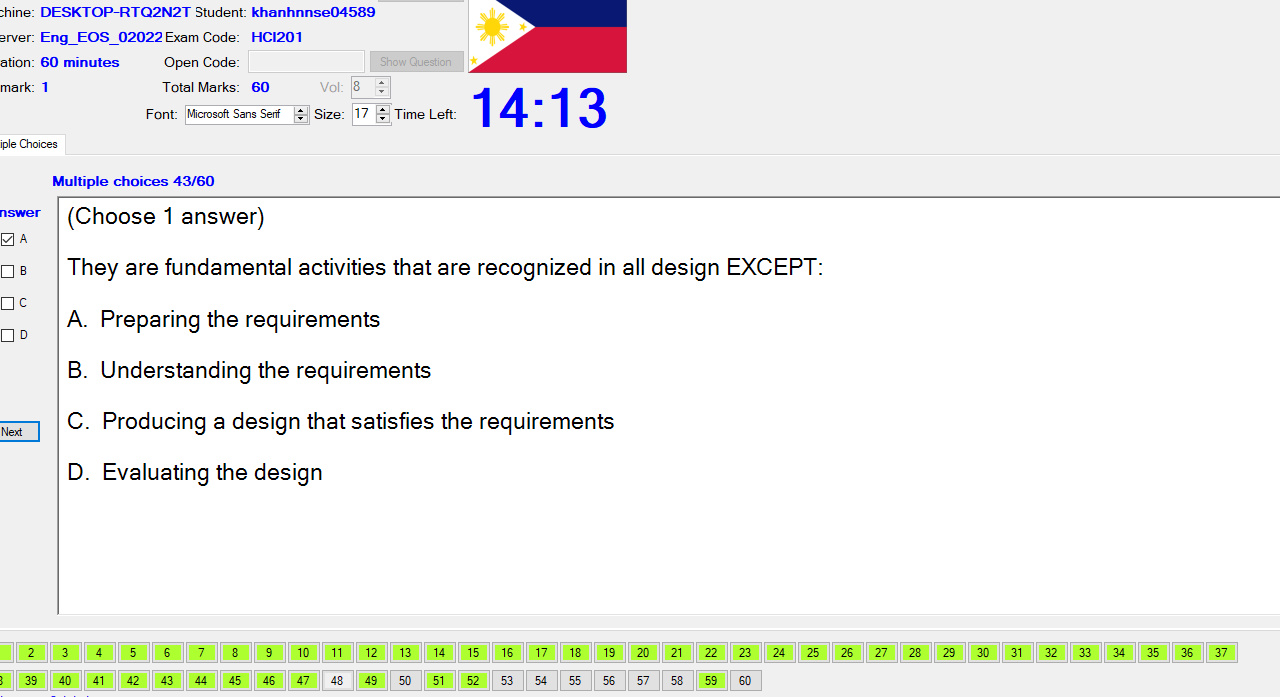 chine: DESKTOP-RTQ2N2T Student: khanhnnse04589
erver: Eng_EOS_02022 Exam Code: HCI201
ation: 60 minutes Open Code: Show Question
mark: 1 Total Marks: 60 Vol: 8
Font: Microsoft Sans Serif Size: 17 Time Left: 14:13
iple Choices
Multiple choices 43/60
nswer
A
B
C
D
Next
(Choose 1 answer)
They are fundamental activities that are recognized in all design EXCEPT:
A. Preparing the requirements
B. Understanding the requirements
C. Producing a design that satisfies the requirements
D. Evaluating the design
2 3 4 5 6 7 8 9 10 11 12 13 14 15 16 17 18 19 20 21 22 23 24 25 26 27 28 29 30 31 32 33 34 35 36 37
39 40 41 42 43 44 45 46 47 48 49 50 51 52 53 54 55 56 57 58 59 60